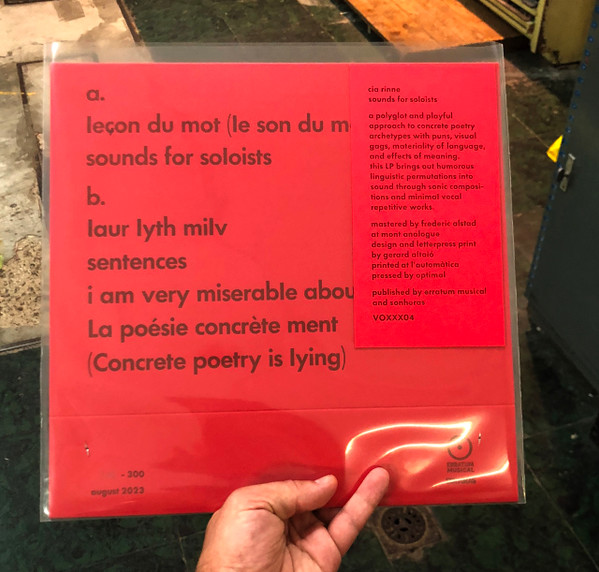 a.
leçon du mot (le son du m
sounds for soloists
b.
laur lyth milv
sentences
i am very miserable abou
La poésie concrète ment
(Concrete poetry is lying)
- 300
august 2023
cia rinne
sounds for soloists
a polyglot and playful
approach to concrete poetry
archetypes with puns, visual
gags, materiality of language,
and effects of meaning.
this LP brings out humorous
linguistic permutations into
sound through sonic composi-
tions and minimal vocal
repetitive works.
mastered by frederic alstad
at mont analogue
design and letterpress print
by gerard altaió
printed at l'automàtica
pressed by optimal
published by erratum musical
and sonhoras
VOXXX04
ERRATUM
MUSICAL